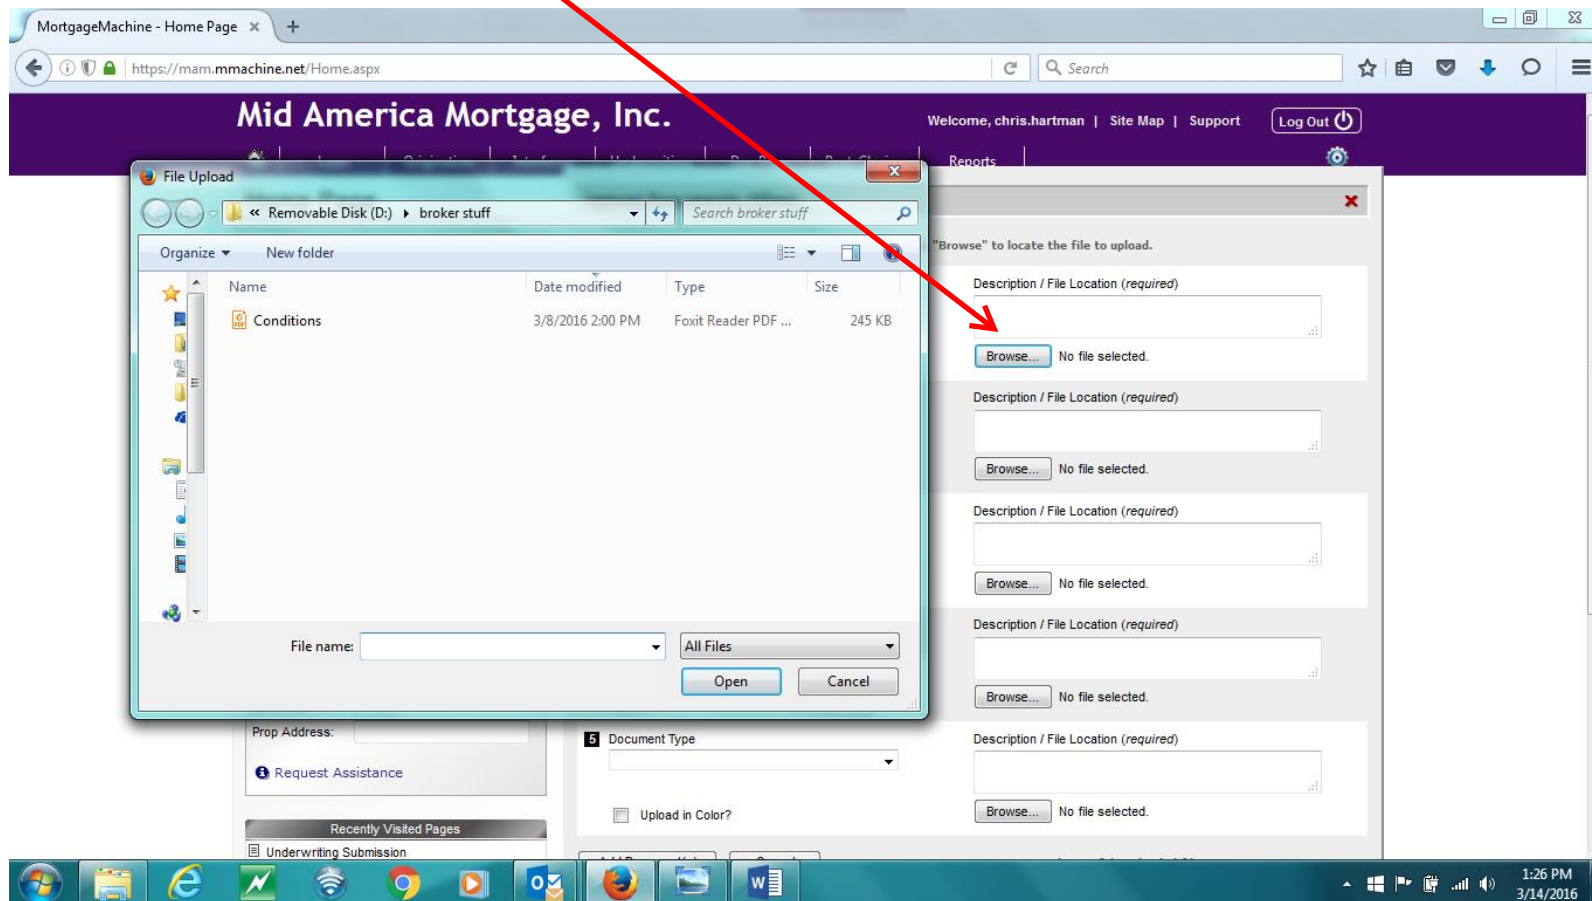 MortgageMachine - Home Page
https://mam.mmachine.net/Home.aspx
Search
Mid America Mortgage, Inc.
Welcome, chris.hartman | Site Map | Support
Log Out
Reports
File Upload
« Removable Disk (D:) ▸ broker stuff
Search broker stuff
Organize
New folder
"Browse" to locate the file to upload.
Name
Date modified
Type
Size
Conditions
3/8/2016 2:00 PM
Foxit Reader PDF ...
245 KB
Description / File Location (required)
Browse... No file selected.
Description / File Location (required)
Browse... No file selected.
Description / File Location (required)
Browse... No file selected.
Description / File Location (required)
Browse... No file selected.
File name:
All Files
Open
Cancel
Prop Address:
Request Assistance
5 Document Type
Description / File Location (required)
Upload in Color?
Browse... No file selected.
Recently Visited Pages
Underwriting Submission
1:26 PM
3/14/2016